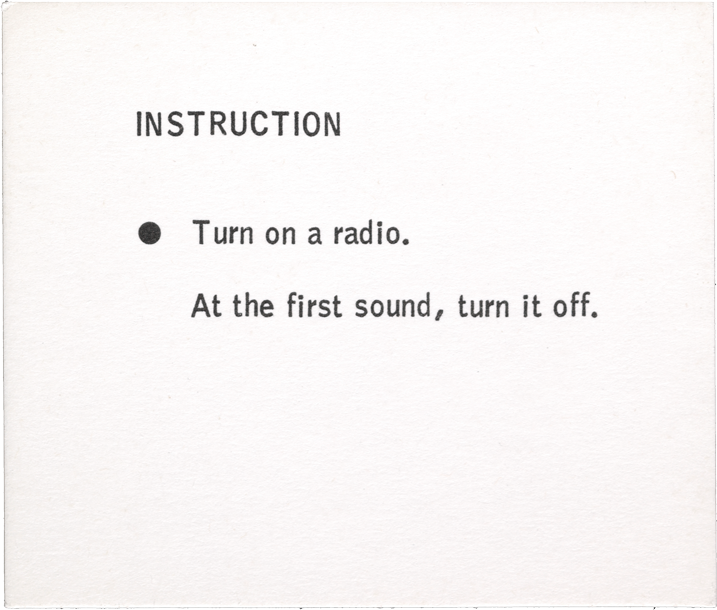 INSTRUCTION
● Turn on a radio.
At the first sound, turn it off.